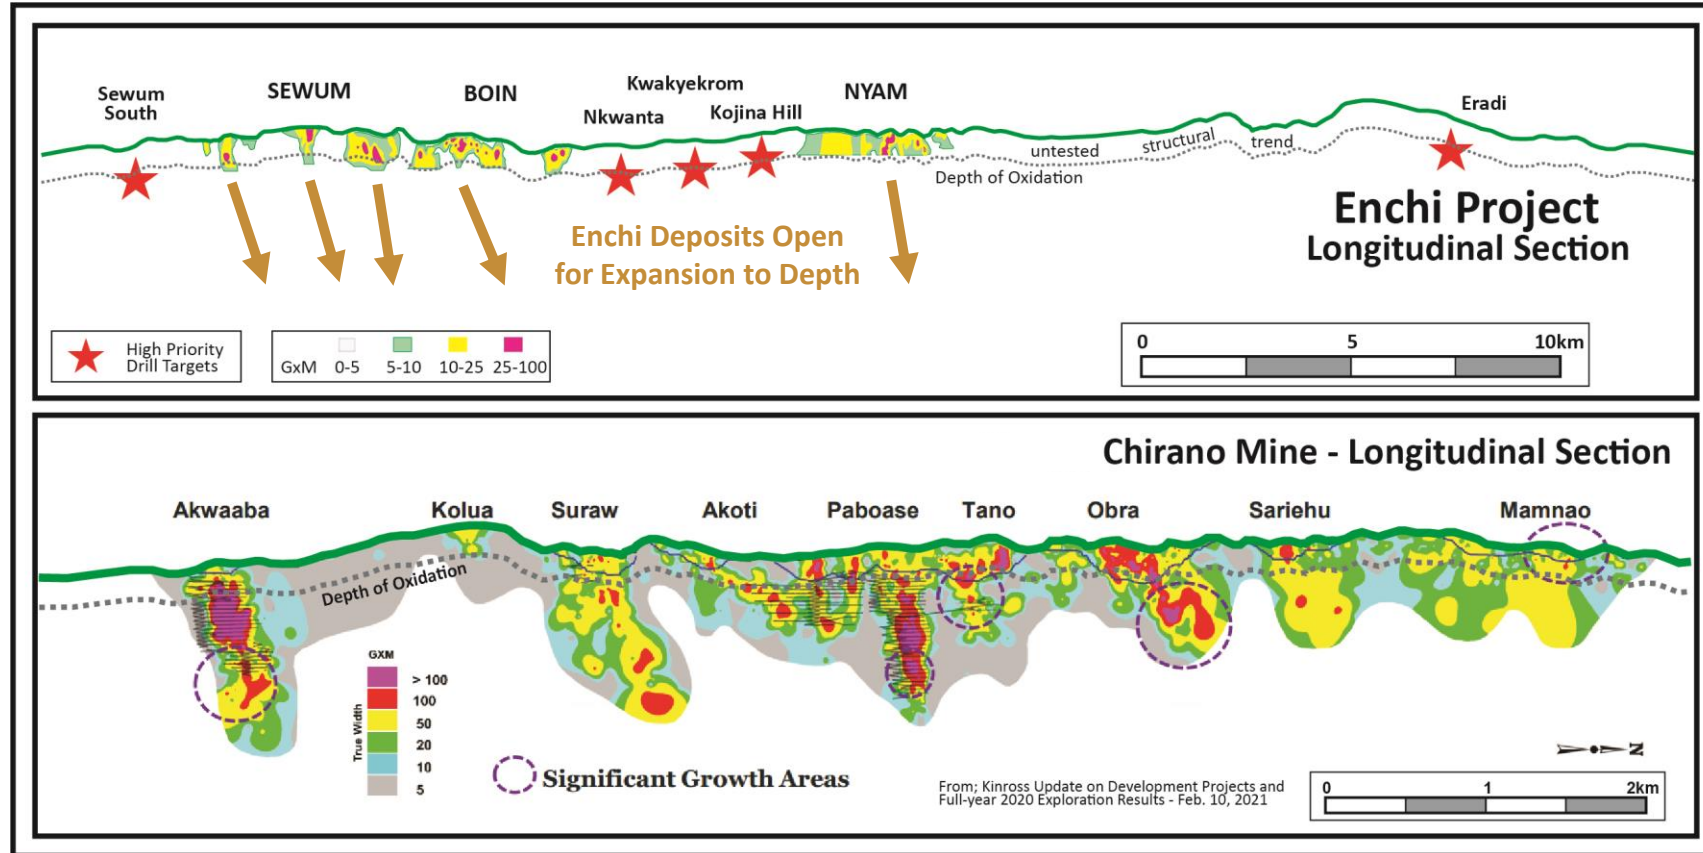 Sewum
South
SEWUM
BOIN
Kwakyekrom
Nkwanta
Kojina Hill
NYAM
Eradi
untested structural trend
Depth of Oxidation
Enchi Deposits Open
for Expansion to Depth
Enchi Project
Longitudinal Section
High Priority
Drill Targets
GxM 0-5 5-10 10-25 25-100
0 5 10km
Chirano Mine - Longitudinal Section
Akwaaba Kolua Suraw Akoti Paboase Tano Obra Sariehu Mamnao
Depth of Oxidation
GXM
True Width
> 100
100
50
20
10
5
Significant Growth Areas
From; Kinross Update on Development Projects and
Full-year 2020 Exploration Results - Feb. 10, 2021
N
0 1 2km